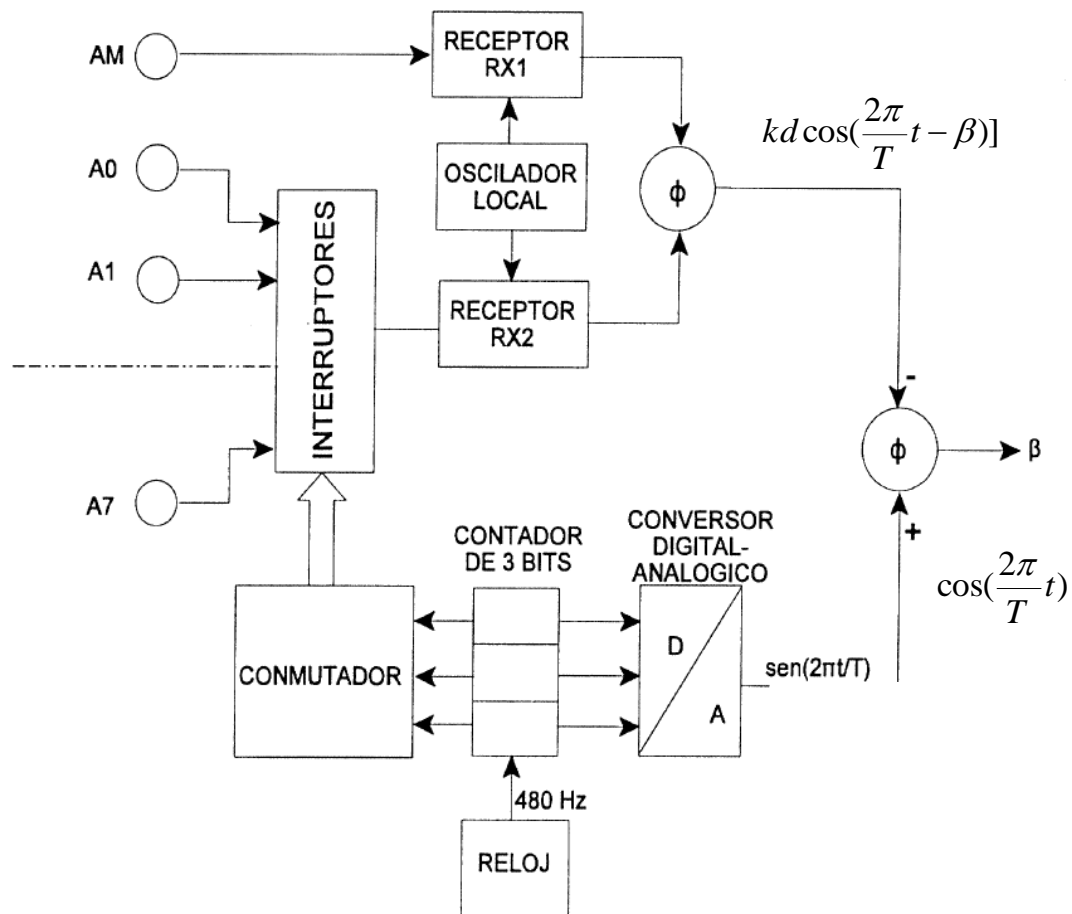 AM
RECEPTOR
RX1
kd cos(2π/T t − β)]
A0
OSCILADOR
LOCAL
ϕ
INTERRUPTORES
A1
RECEPTOR
RX2
-
ϕ
β
A7
+
CONTADOR
DE 3 BITS
CONVERSOR
DIGITAL-
ANALOGICO
cos(2π/T t)
CONMUTADOR
D
A
sen(2πt/T)
480 Hz
RELOJ